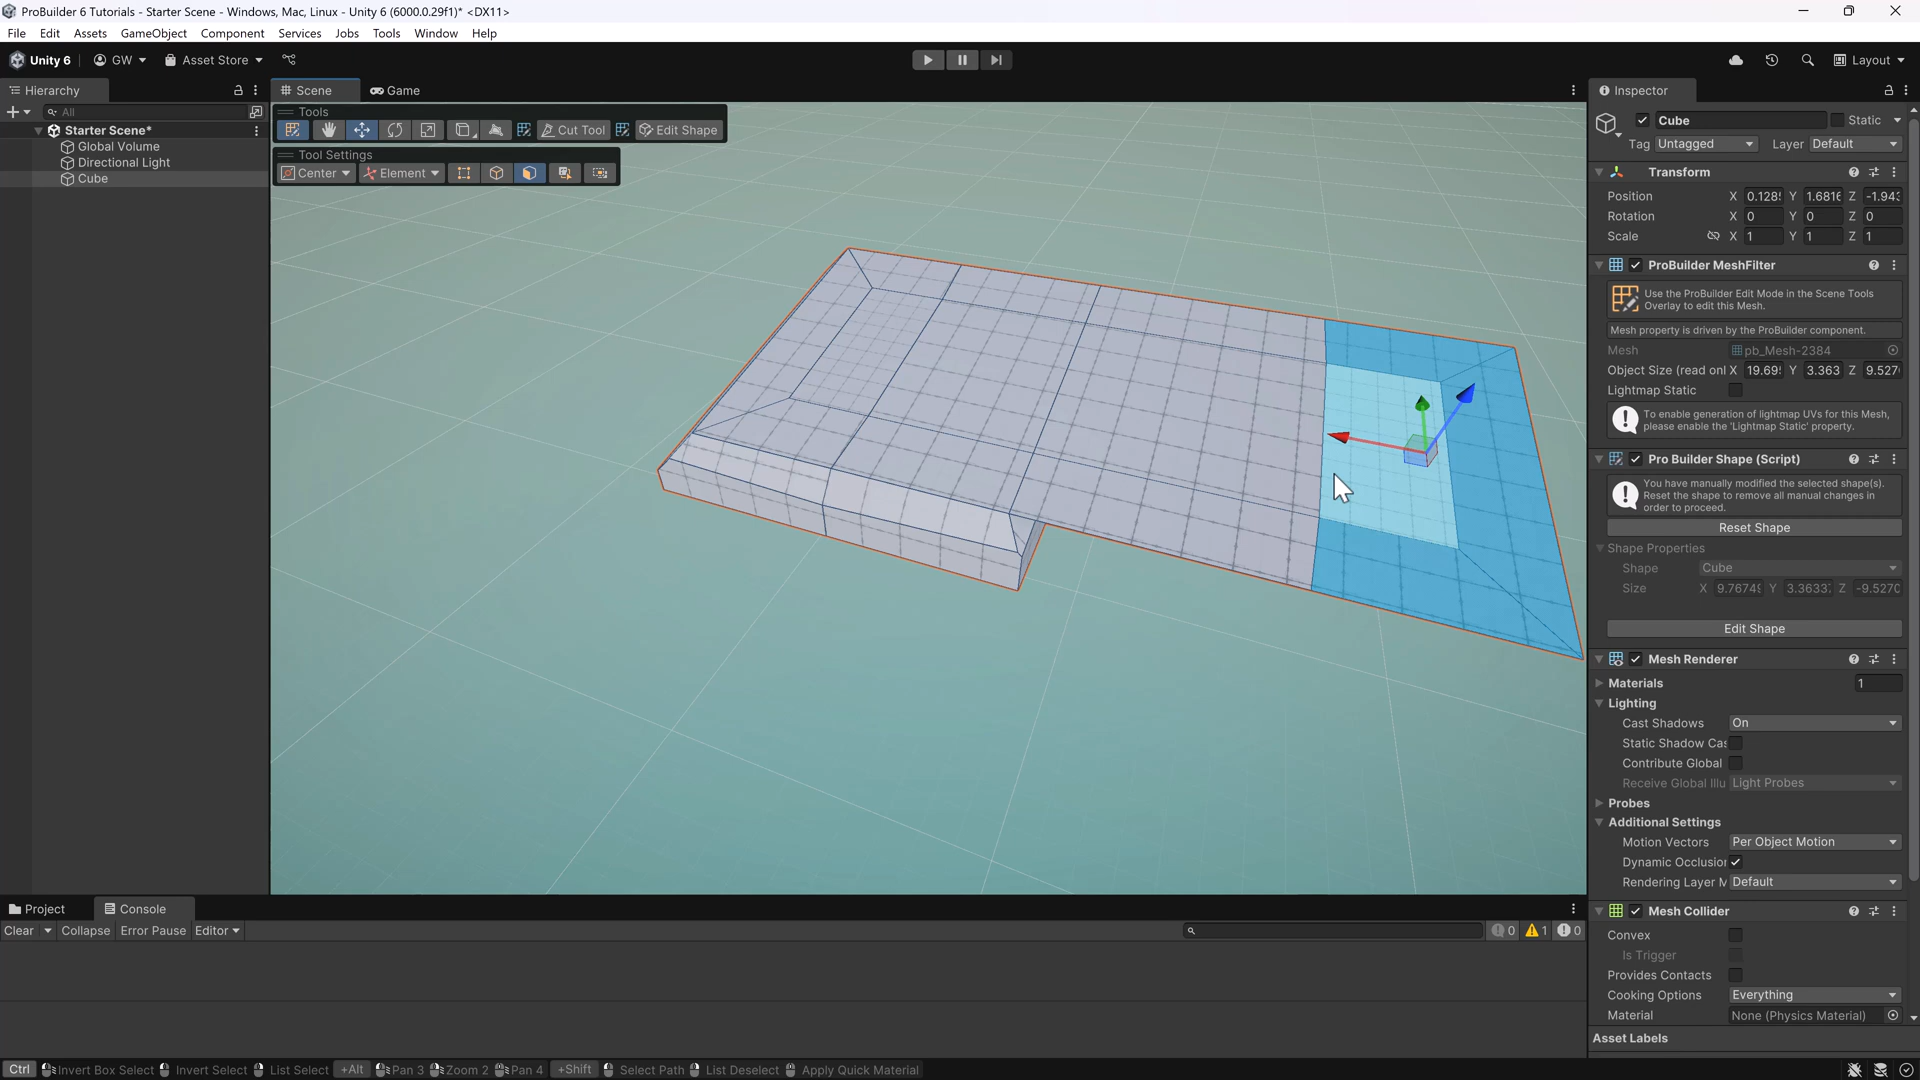 ProBuilder 6 Tutorials - Starter Scene - Windows, Mac, Linux - Unity 6 (6000.0.29f1)* <DX11>
File Edit Assets GameObject Component Services Jobs Tools Window Help
Unity 6 GW Asset Store Layout
Hierarchy
All
Starter Scene*
Global Volume
Directional Light
Cube
Scene Game
Tools
Cut Tool Edit Shape
Tool Settings
Center Element
Inspector
Cube Static
Tag Untagged Layer Default
Transform
Position X 0.128 Y 1.6816 Z -1.943
Rotation X 0 Y 0 Z 0
Scale X 1 Y 1 Z 1
ProBuilder MeshFilter
Use the ProBuilder Edit Mode in the Scene Tools
Overlay to edit this Mesh.
Mesh property is driven by the ProBuilder component.
Mesh pb_Mesh-2384
Object Size (read onl X 19.69 Y 3.363 Z 9.527
Lightmap Static
To enable generation of lightmap UVs for this Mesh,
please enable the 'Lightmap Static' property.
Pro Builder Shape (Script)
You have manually modified the selected shape(s).
Reset the shape to remove all manual changes in
order to proceed.
Reset Shape
Shape Properties
Shape Cube
Size X 9.7674 Y 3.3633 Z -9.5270
Edit Shape
Mesh Renderer
Materials 1
Lighting
Cast Shadows On
Static Shadow Cas
Contribute Global
Receive Global Illu Light Probes
Probes
Additional Settings
Motion Vectors Per Object Motion
Dynamic Occlusion
Rendering Layer M Default
Mesh Collider
Convex
Is Trigger
Provides Contacts
Cooking Options Everything
Material None (Physics Material)
Asset Labels
Project Console
Clear Collapse Error Pause Editor 0 1 0
Ctrl Invert Box Select Invert Select List Select +Alt Pan 3 Zoom 2 Pan 4 +Shift Select Path List Deselect Apply Quick Material